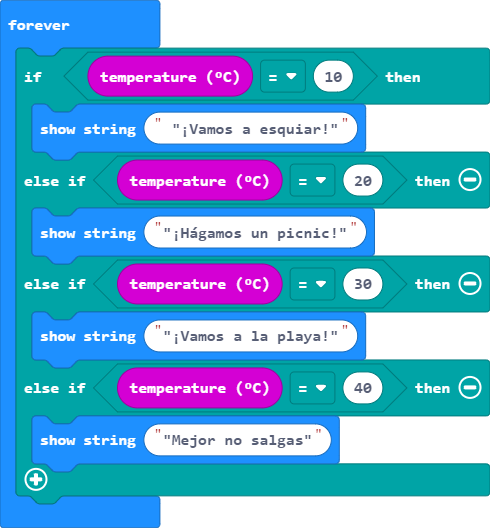 forever
if temperature (ºC) = 10 then
show string " "¡Vamos a esquiar!" "
else if temperature (ºC) = 20 then
show string " "¡Hágamos un picnic!" "
else if temperature (ºC) = 30 then
show string " "¡Vamos a la playa!" "
else if temperature (ºC) = 40 then
show string " "Mejor no salgas" "